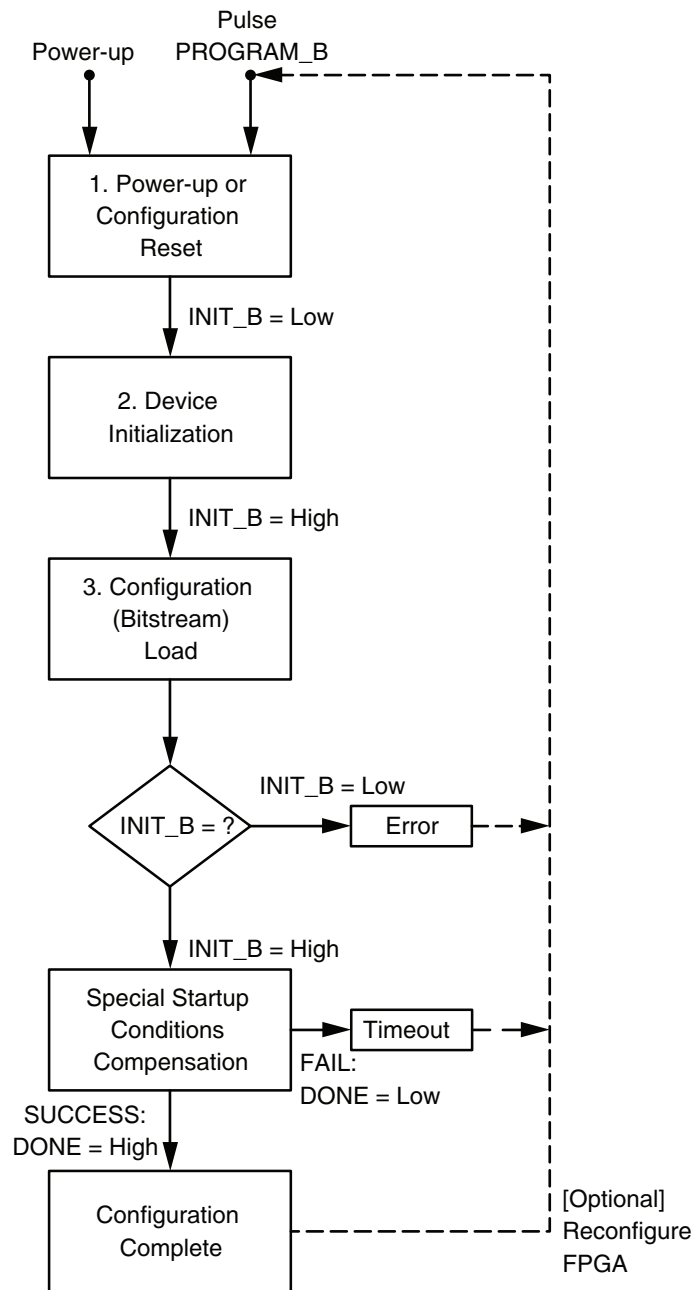 Pulse
Power-up
PROGRAM_B
1. Power-up or
Configuration
Reset
INIT_B = Low
2. Device
Initialization
INIT_B = High
3. Configuration
(Bitstream)
Load
INIT_B = Low
INIT_B = ?
Error
INIT_B = High
Special Startup
Conditions
Compensation
Timeout
FAIL:
DONE = Low
SUCCESS:
DONE = High
Configuration
Complete
[Optional]
Reconfigure
FPGA